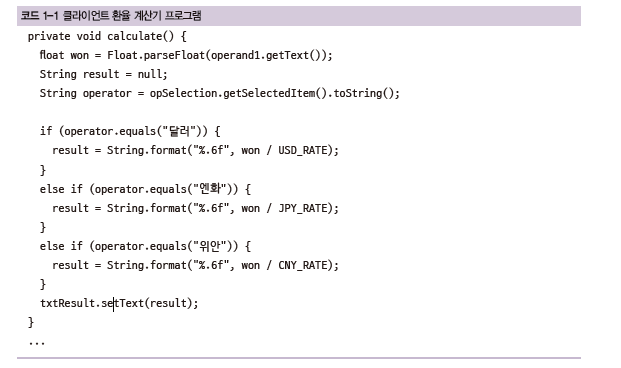 코드 1-1 클라이언트 환율 계산기 프로그램
private void calculate() {
float won = Float.parseFloat(operand1.getText());
String result = null;
String operator = opSelection.getSelectedItem().toString();
if (operator.equals("달러")) {
result = String.format("%.6f", won / USD_RATE);
}
else if (operator.equals("엔화")) {
result = String.format("%.6f", won / JPY_RATE);
}
else if (operator.equals("위안")) {
result = String.format("%.6f", won / CNY_RATE);
}
txtResult.setText(result);
}
...